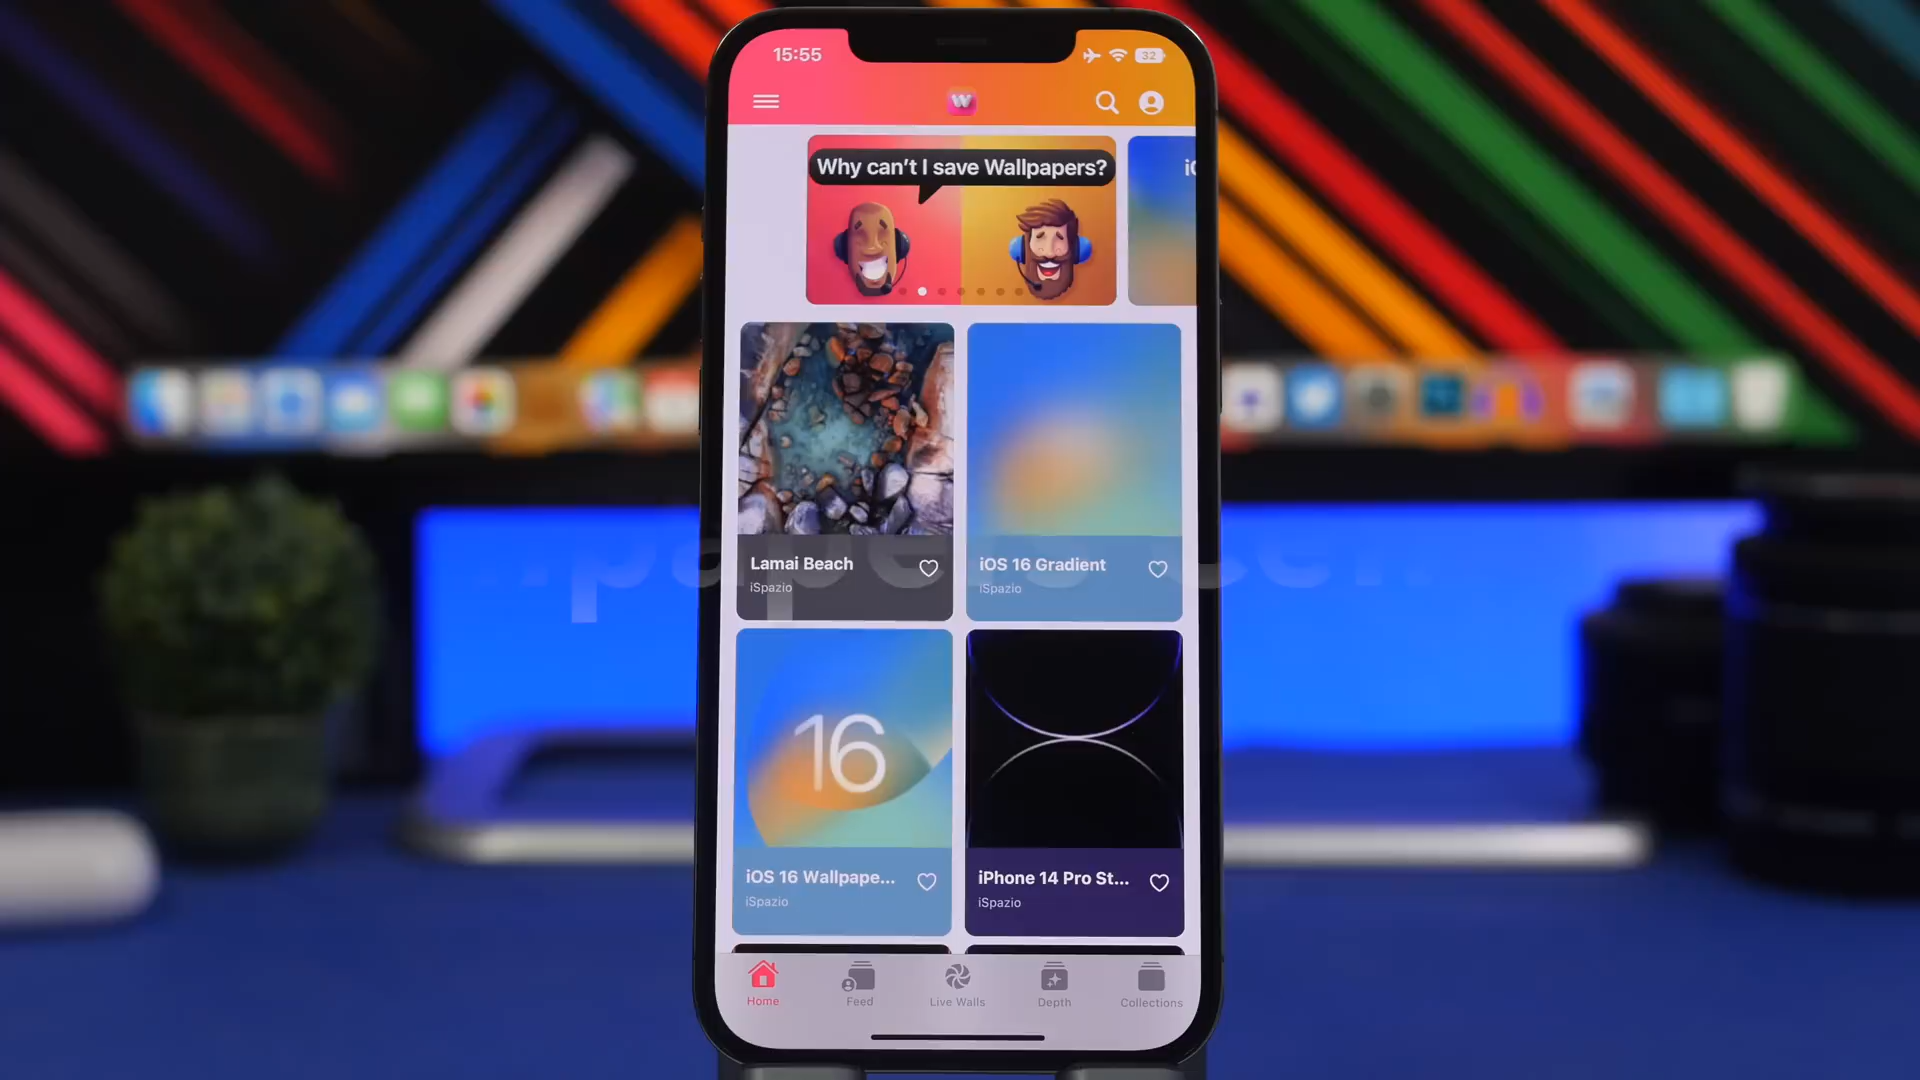 15:55
32
W
Why can't I save Wallpapers?
Lamai Beach
iSpazio
iOS 16 Gradient
iSpazio
16
iOS 16 Wallpape...
iSpazio
iPhone 14 Pro St...
iSpazio
Home
Feed
Live Walls
Depth
Collections